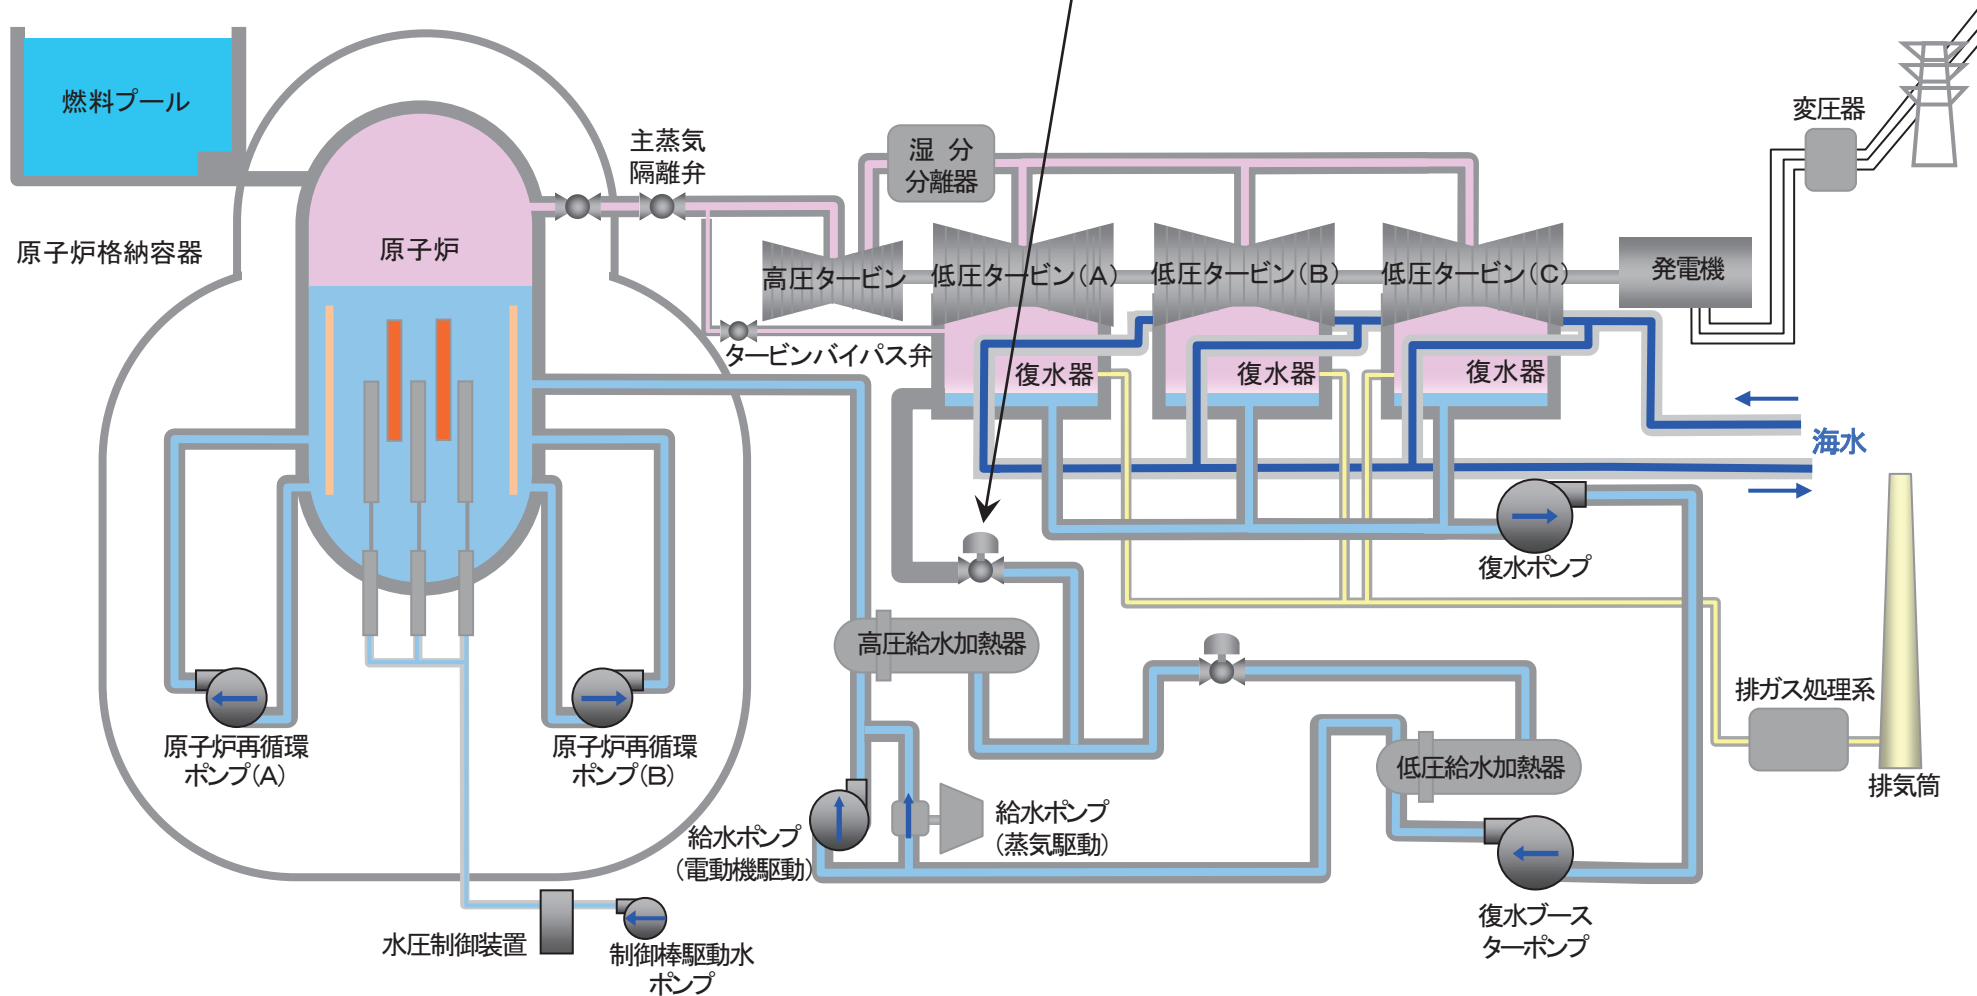 燃料プール
原子炉格納容器
原子炉
主蒸気
隔離弁
湿 分
分離器
変圧器
高圧タービン
低圧タービン(A)
低圧タービン(B)
低圧タービン(C)
発電機
タービンバイパス弁
復水器
復水器
復水器
海水
復水ポンプ
高圧給水加熱器
排ガス処理系
排気筒
低圧給水加熱器
原子炉再循環
ポンプ(A)
原子炉再循環
ポンプ(B)
給水ポンプ
(電動機駆動)
給水ポンプ
(蒸気駆動)
復水ブース
ターポンプ
水圧制御装置
制御棒駆動水
ポンプ